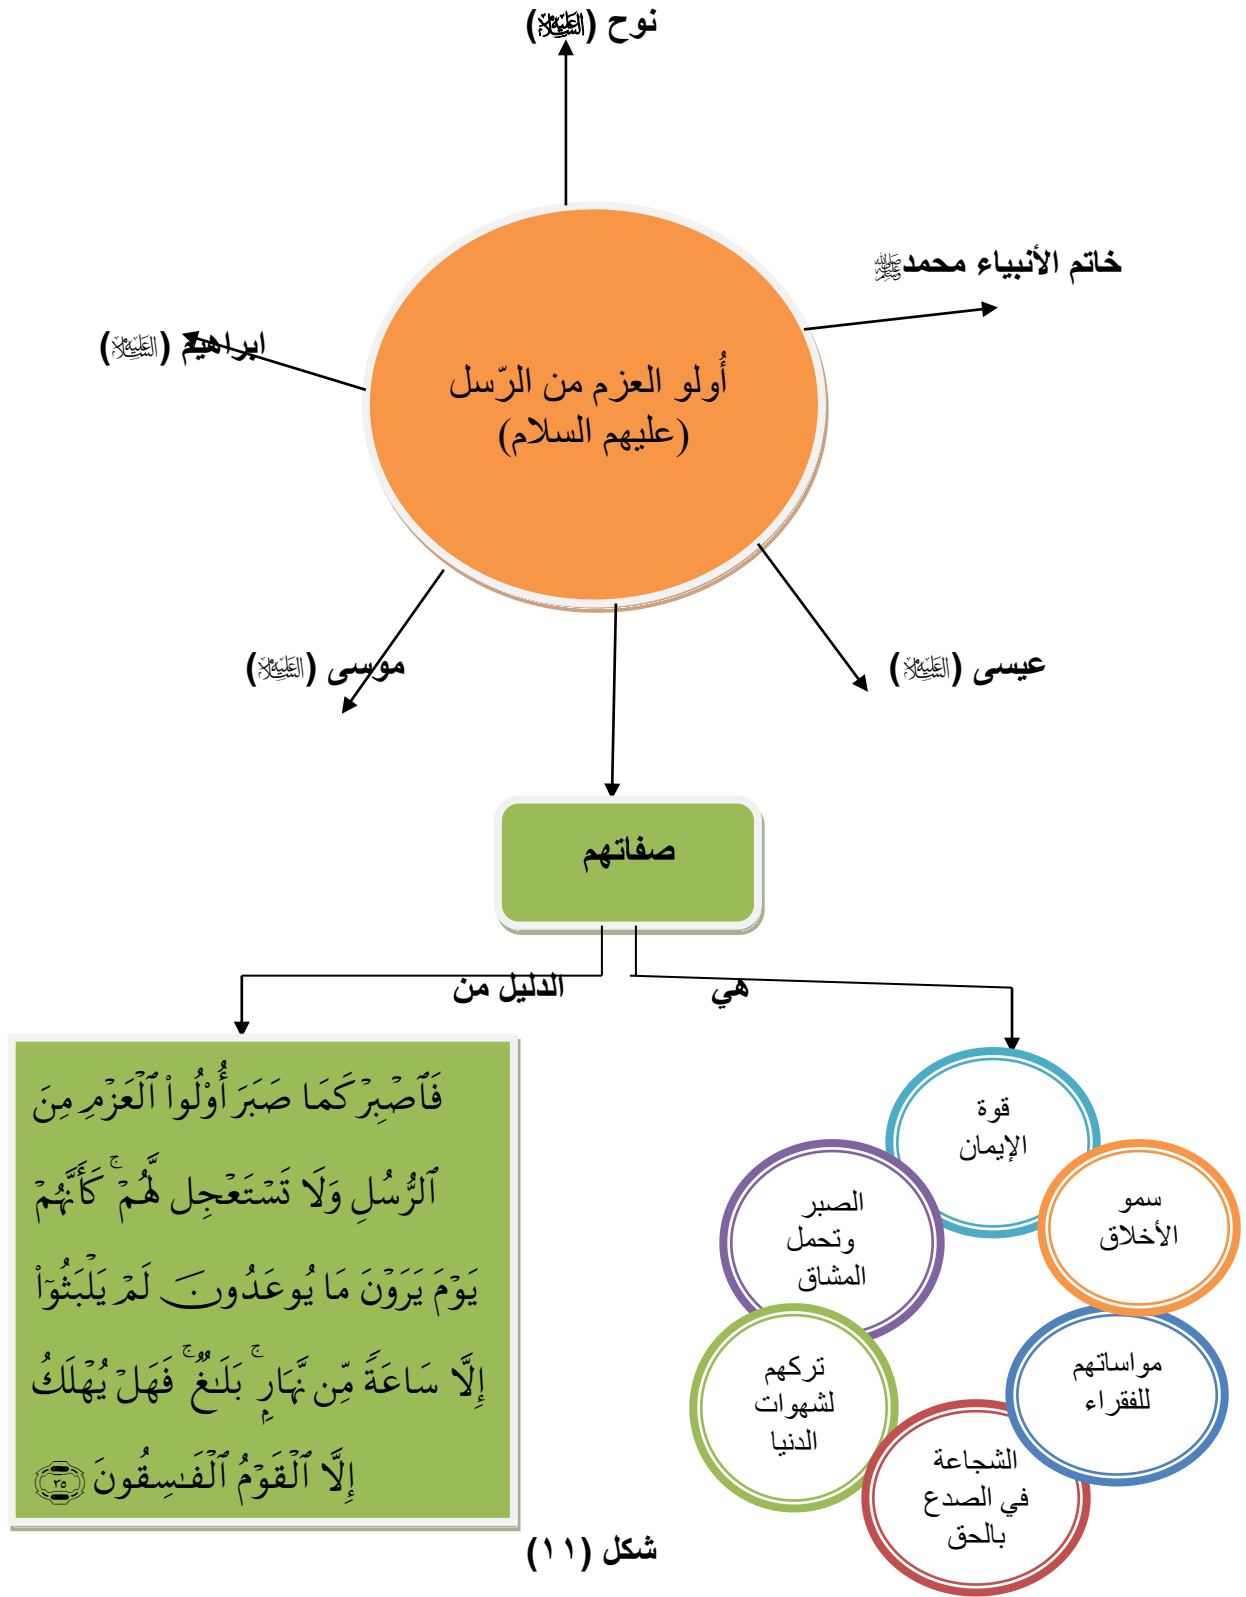 نوح (عليه السلام)
خاتم الأنبياء محمدﷺ
ابراهيم (عليه السلام)
أُولو العزم من الرّسل
(عليهم السلام)
موسى (عليه السلام)
عيسى (عليه السلام)
صفاتهم
هي
الدليل من
قوة
الإيمان
سمو
الأخلاق
مواساتهم
للفقراء
الشجاعة
في الصدع
بالحق
تركهم
لشهوات
الدنيا
الصبر
وتحمل
المشاق
فَٱصۡبِرۡ كَمَا صَبَرَ أُوْلُواْ ٱلۡعَزۡمِ مِنَ
ٱلرُّسُلِ وَلَا تَسۡتَعۡجِل لَّهُمۡۚ كَأَنَّهُمۡ
يَوۡمَ يَرَوۡنَ مَا يُوعَدُونَ لَمۡ يَلۡبَثُوٓاْ
إِلَّا سَاعَةٗ مِّن نَّهَارِۭۚ بَلَٰغٞۚ فَهَلۡ يُهۡلَكُ
إِلَّا ٱلۡقَوۡمُ ٱلۡفَٰسِقُونَ ٣٥
شكل (١١)